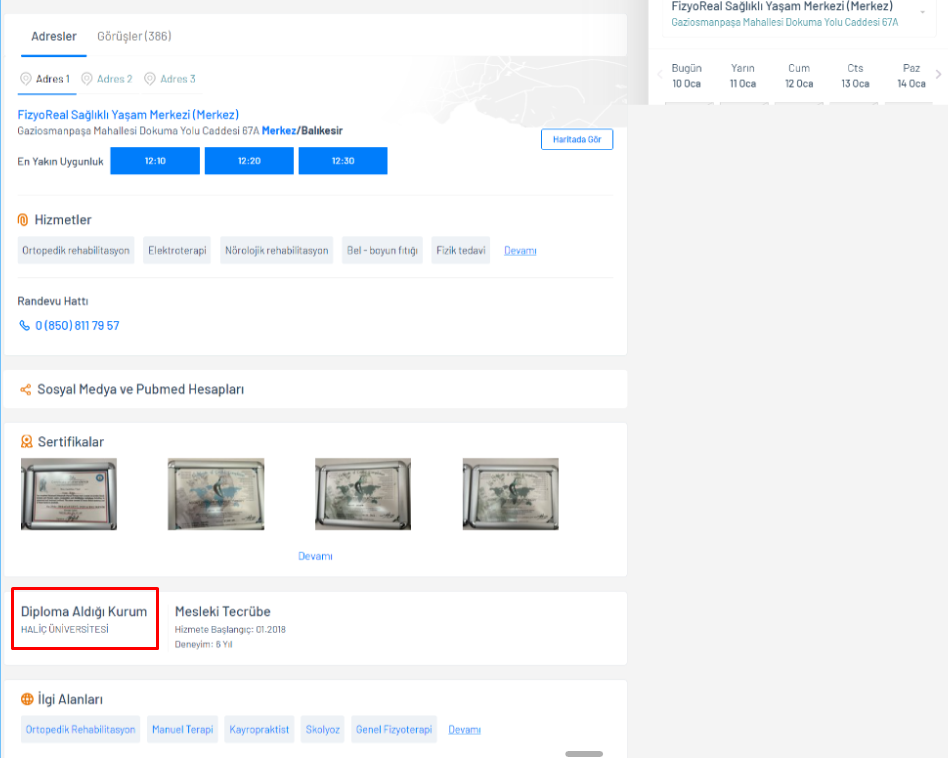 Adresler Görüşler (386)
Adres 1 Adres 2 Adres 3
FizyoReal Sağlıklı Yaşam Merkezi (Merkez)
Gaziosmanpaşa Mahallesi Dokuma Yolu Caddesi 67A Merkez/Balıkesir
Haritada Gör
En Yakın Uygunluk 12:10 12:20 12:30
Hizmetler
Ortopedik rehabilitasyon Elektroterapi Nörolojik rehabilitasyon Bel - boyun fıtığı Fizik tedavi Devamı
Randevu Hattı
0 (850) 811 79 57
Sosyal Medya ve Pubmed Hesapları
Sertifikalar
Devamı
Diploma Aldığı Kurum
HALİÇ ÜNİVERSİTESİ
Mesleki Tecrübe
Hizmete Başlangıç: 01.2018
Deneyim: 6 Yıl
İlgi Alanları
Ortopedik Rehabilitasyon Manuel Terapi Kayropraktist Skolyoz Genel Fizyoterapi Devamı
FizyoReal Sağlıklı Yaşam Merkezi (Merkez)
Gaziosmanpaşa Mahallesi Dokuma Yolu Caddesi 67A
Bugün Yarın Cum Cts Paz
10 Oca 11 Oca 12 Oca 13 Oca 14 Oca